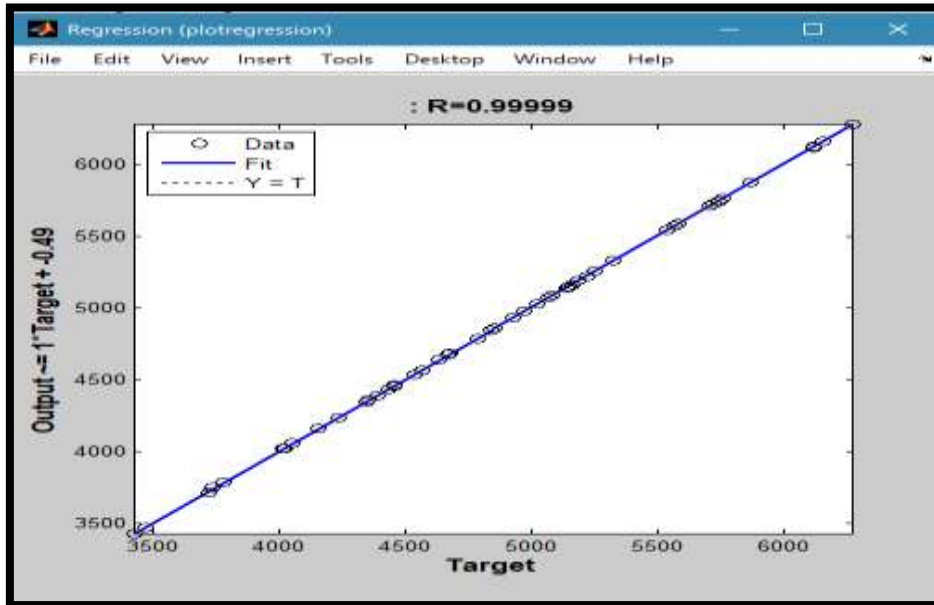 Regression (plotregression)
File Edit View Insert Tools Desktop Window Help
: R=0.99999
Data
Fit
Y = T
Output ~= 1*Target + -0.49
6000
5500
5000
4500
4000
3500
3500 4000 4500 5000 5500 6000
Target